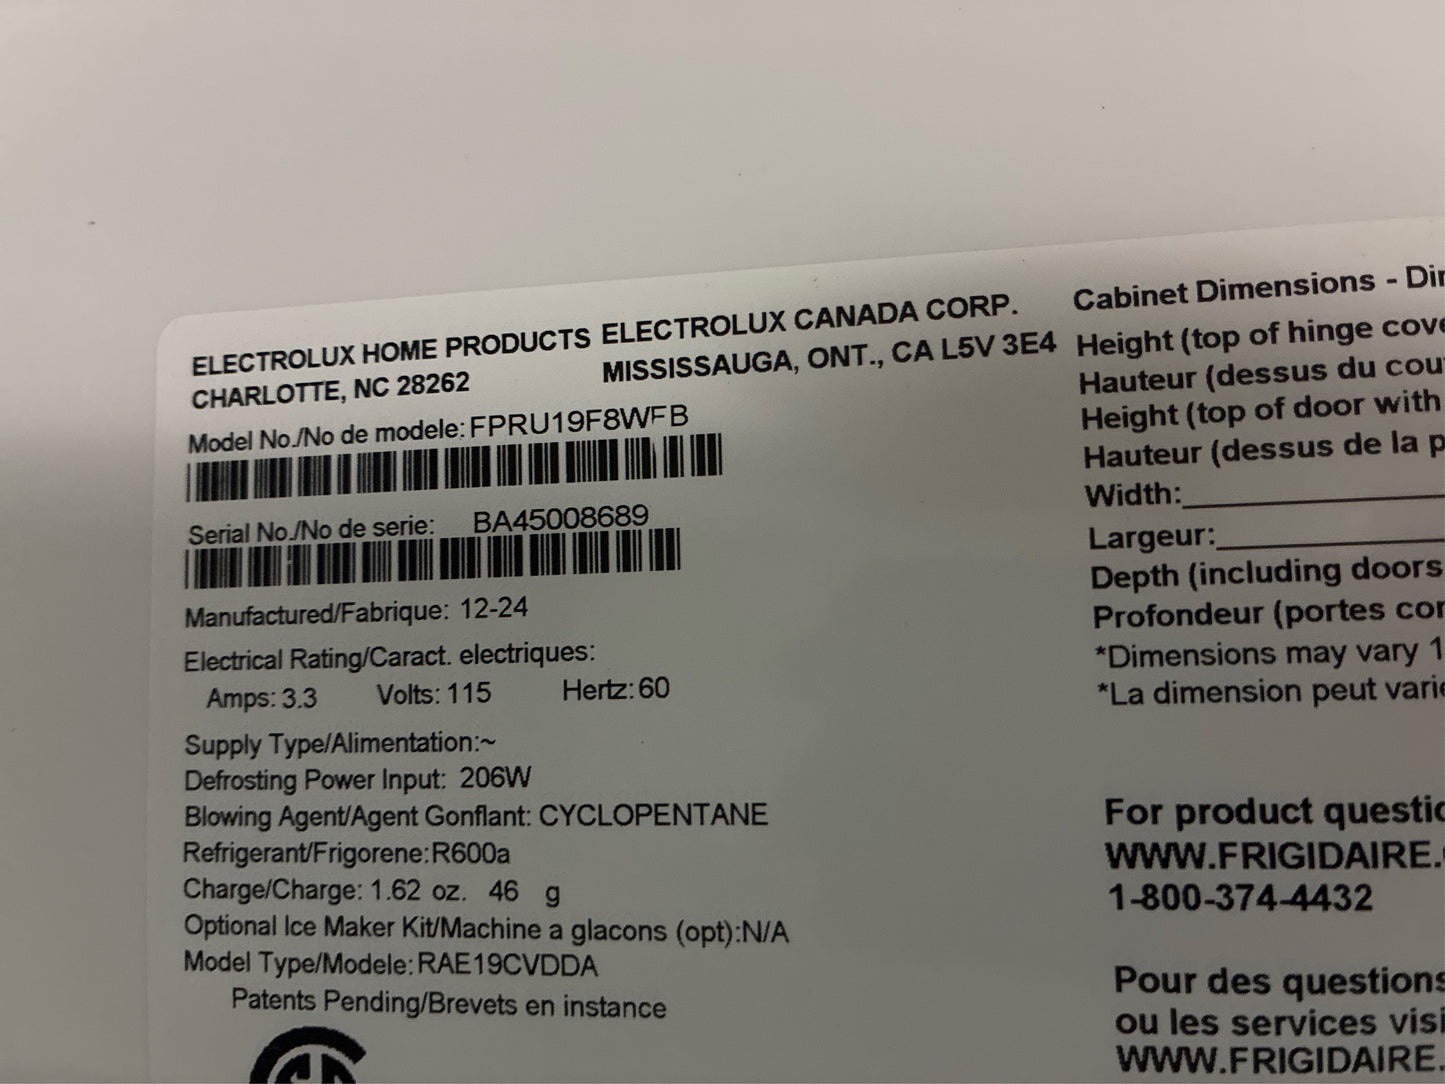 ELECTROLUX HOME PRODUCTS
CHARLOTTE, NC 28262
ELECTROLUX CANADA CORP.
MISSISSAUGA, ONT., CA L5V 3E4
Model No./No de modele: FPRU19F8WFB
Serial No./No de serie: BA45008689
Manufactured/Fabrique: 12-24
Electrical Rating/Caract. electriques:
Amps: 3.3 Volts: 115 Hertz: 60
Supply Type/Alimentation:~
Defrosting Power Input: 206W
Blowing Agent/Agent Gonflant: CYCLOPENTANE
Refrigerant/Frigorene:R600a
Charge/Charge: 1.62 oz. 46 g
Optional Ice Maker Kit/Machine a glacons (opt):N/A
Model Type/Modele: RAE19CVDDA
Patents Pending/Brevets en instance
Cabinet Dimensions -
Height (top of hinge
Hauteur (dessus du
Height (top of door with
Hauteur (dessus de la
Width:
Largeur:
Depth (including doors
Profondeur (portes
*Dimensions may vary 1
*La dimension peut
For product
WWW.FRIGIDAIRE.
1-800-374-4432
Pour des questions
ou les services
WWW.FRIGIDAIRE.